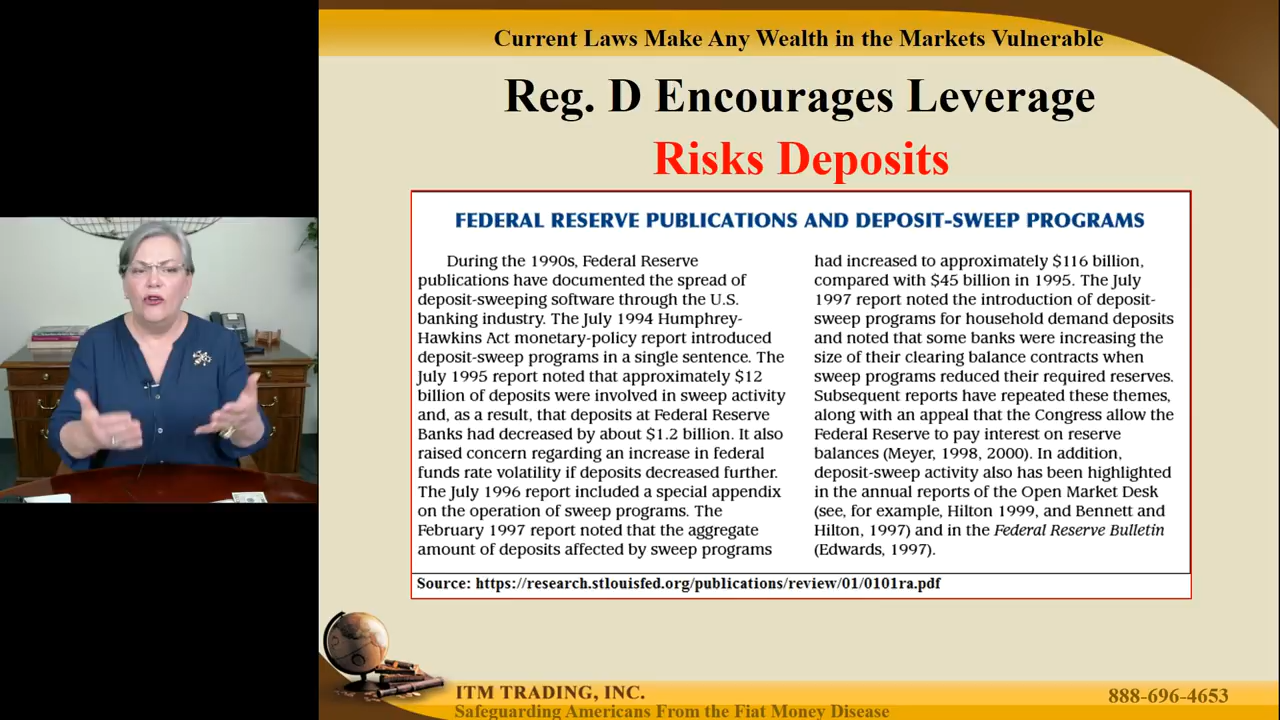 Current Laws Make Any Wealth in the Markets Vulnerable
Reg. D Encourages Leverage
Risks Deposits
FEDERAL RESERVE PUBLICATIONS AND DEPOSIT-SWEEP PROGRAMS
During the 1990s, Federal Reserve
publications have documented the spread of
deposit-sweeping software through the U.S.
banking industry. The July 1994 Humphrey-
Hawkins Act monetary-policy report introduced
deposit-sweep programs in a single sentence. The
July 1995 report noted that approximately $12
billion of deposits were involved in sweep activity
and, as a result, that deposits at Federal Reserve
Banks had decreased by about $1.2 billion. It also
raised concern regarding an increase in federal
funds rate volatility if deposits decreased further.
The July 1996 report included a special appendix
on the operation of sweep programs. The
February 1997 report noted that the aggregate
amount of deposits affected by sweep programs
had increased to approximately $116 billion,
compared with $45 billion in 1995. The July
1997 report noted the introduction of deposit-
sweep programs for household demand deposits
and noted that some banks were increasing the
size of their clearing balance contracts when
sweep programs reduced their required reserves.
Subsequent reports have repeated these themes,
along with an appeal that the Congress allow the
Federal Reserve to pay interest on reserve
balances (Meyer, 1998, 2000). In addition,
deposit-sweep activity also has been highlighted
in the annual reports of the Open Market Desk
(see, for example, Hilton 1999, and Bennett and
Hilton, 1997) and in the Federal Reserve Bulletin
(Edwards, 1997).
Source: https://research.stlouisfed.org/publications/review/01/0101ra.pdf
ITM TRADING, INC.
Safeguarding Americans From the Fiat Money Disease
888-696-4653